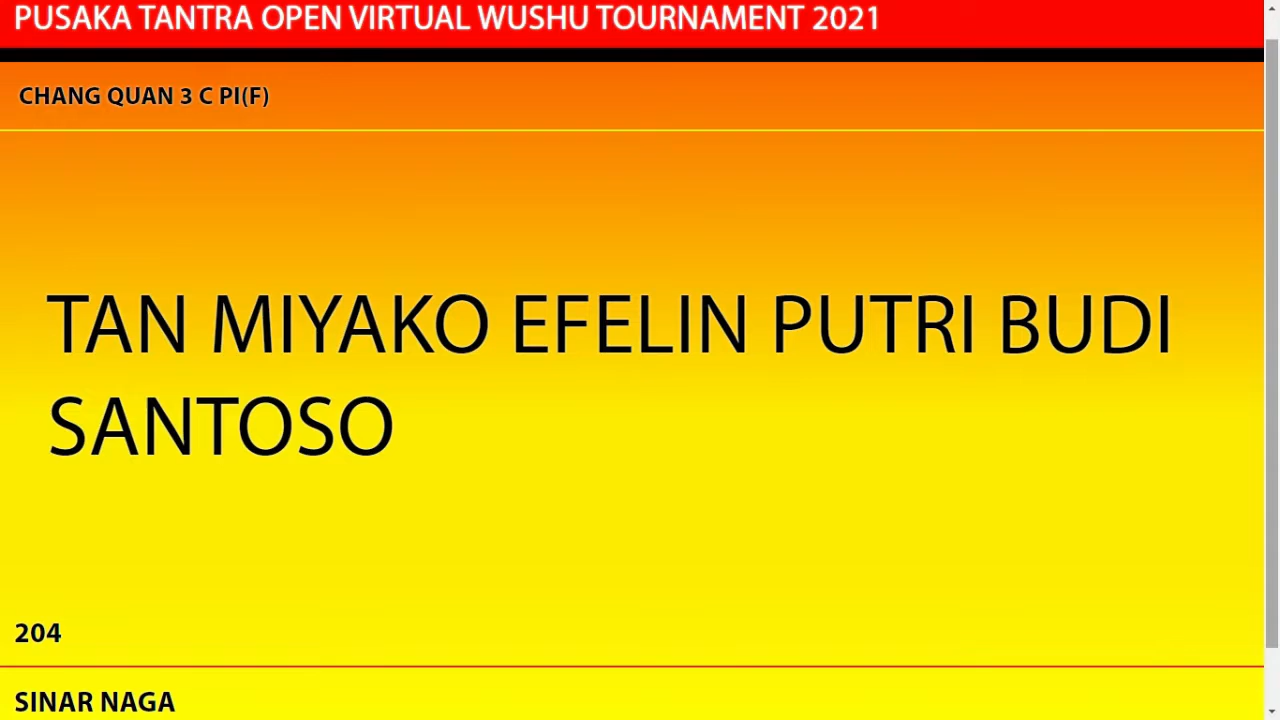 PUSAKA TANTRA OPEN VIRTUAL WUSHU TOURNAMENT 2021
CHANG QUAN 3 C PI(F)
TAN MIYAKO EFELIN PUTRI BUDI
SANTOSO
204
SINAR NAGA